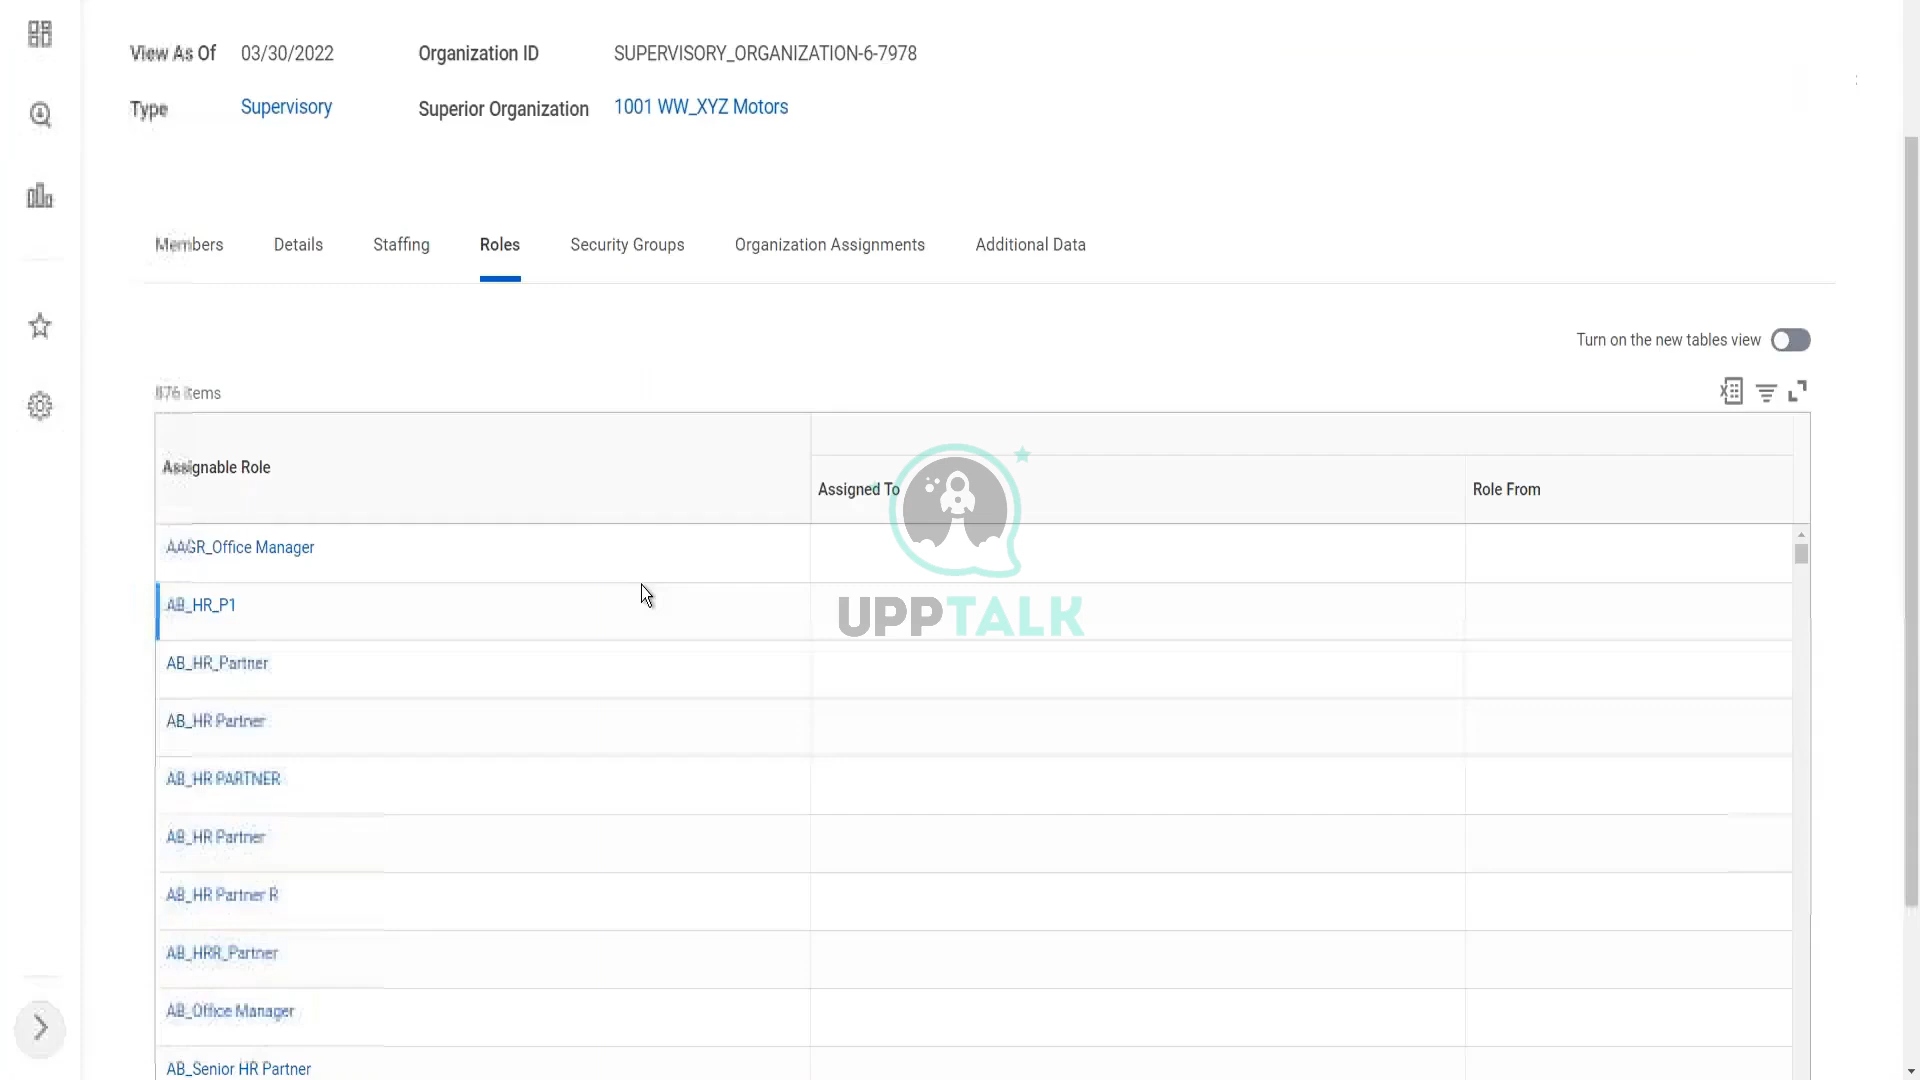 View As Of 03/30/2022 Organization ID SUPERVISORY_ORGANIZATION-6-7978
Type Supervisory Superior Organization 1001 WW_XYZ Motors
Members Details Staffing Roles Security Groups Organization Assignments Additional Data
Turn on the new tables view
items
Assignable Role
Assigned To Role From
AAGR_Office Manager
AB_HR_P1
UPPTALK
AB_HR_Partner
AB_HR Partner
AB_HR PARTNER
AB_HR Partner
AB_HR Partner R
AB_HRR_Partner
AB_Office Manager
AB_Senior HR Partner